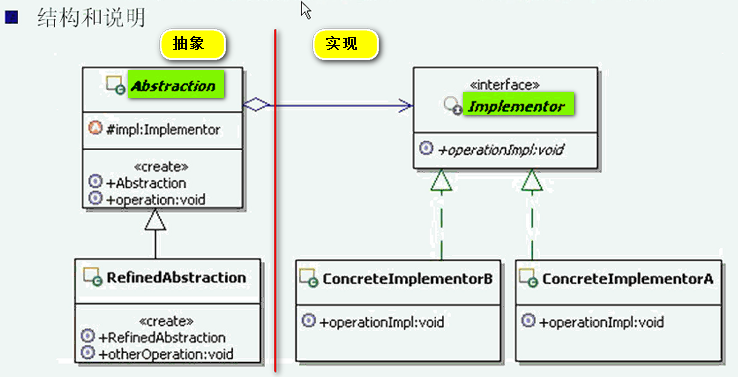 结构和说明
抽象
实现
Abstraction
#impl:Implementor
«create»
+Abstraction
+operation:void
«interface»
Implementor
+operationImpl:void
RefinedAbstraction
«create»
+RefinedAbstraction
+otherOperation:void
ConcreteImplementorB
+operationImpl:void
ConcreteImplementorA
+operationImpl:void